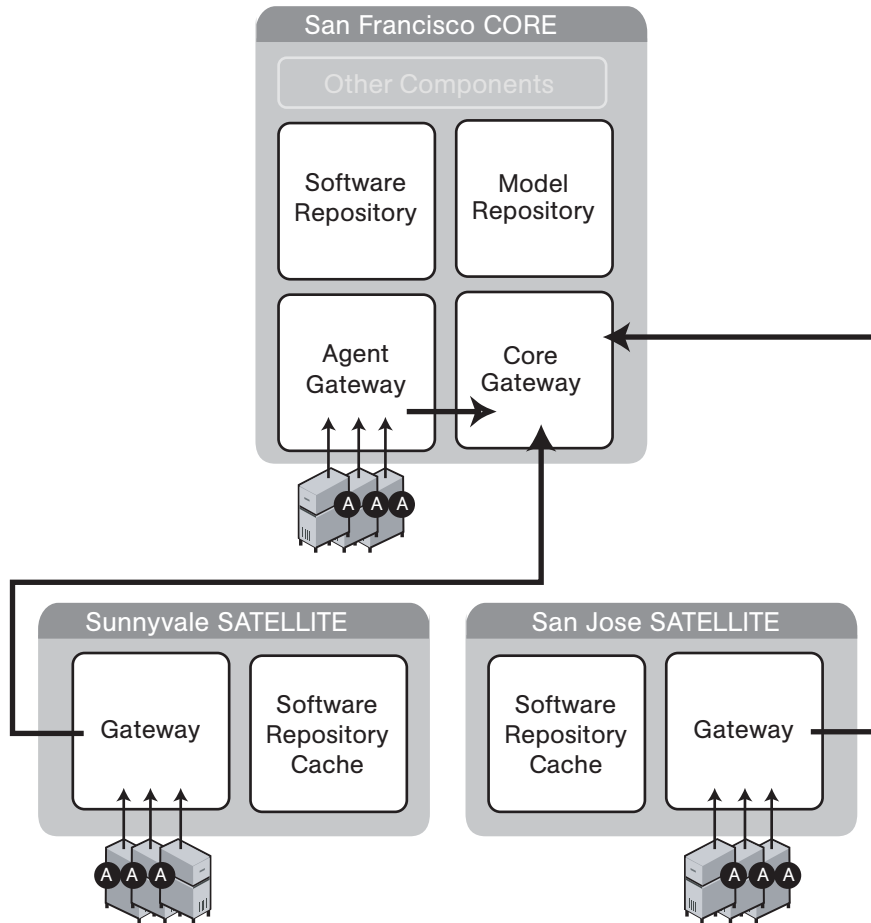 San Francisco CORE
Other Components
Software
Repository
Model
Repository
Agent
Gateway
Core
Gateway
A A A
Sunnyvale SATELLITE
Gateway
Software
Repository
Cache
A A A
San Jose SATELLITE
Software
Repository
Cache
Gateway
A A A